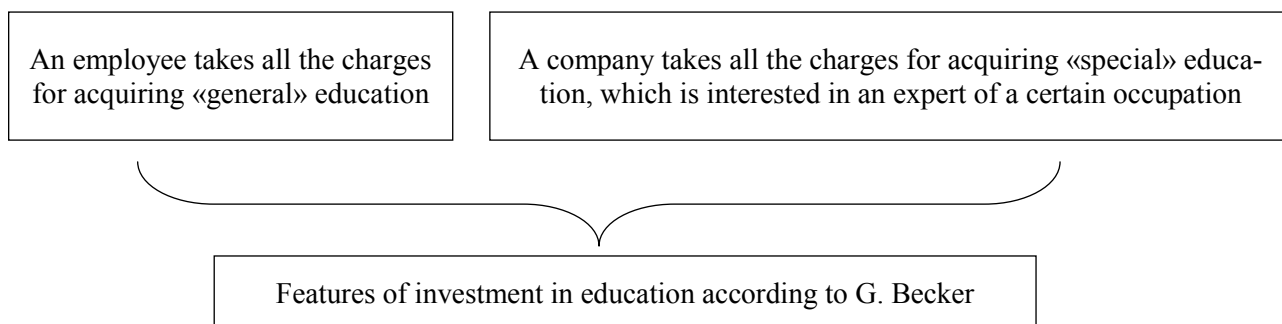 An employee takes all the charges
for acquiring «general» education
A company takes all the charges for acquiring «special» educa-
tion, which is interested in an expert of a certain occupation
Features of investment in education according to G. Becker